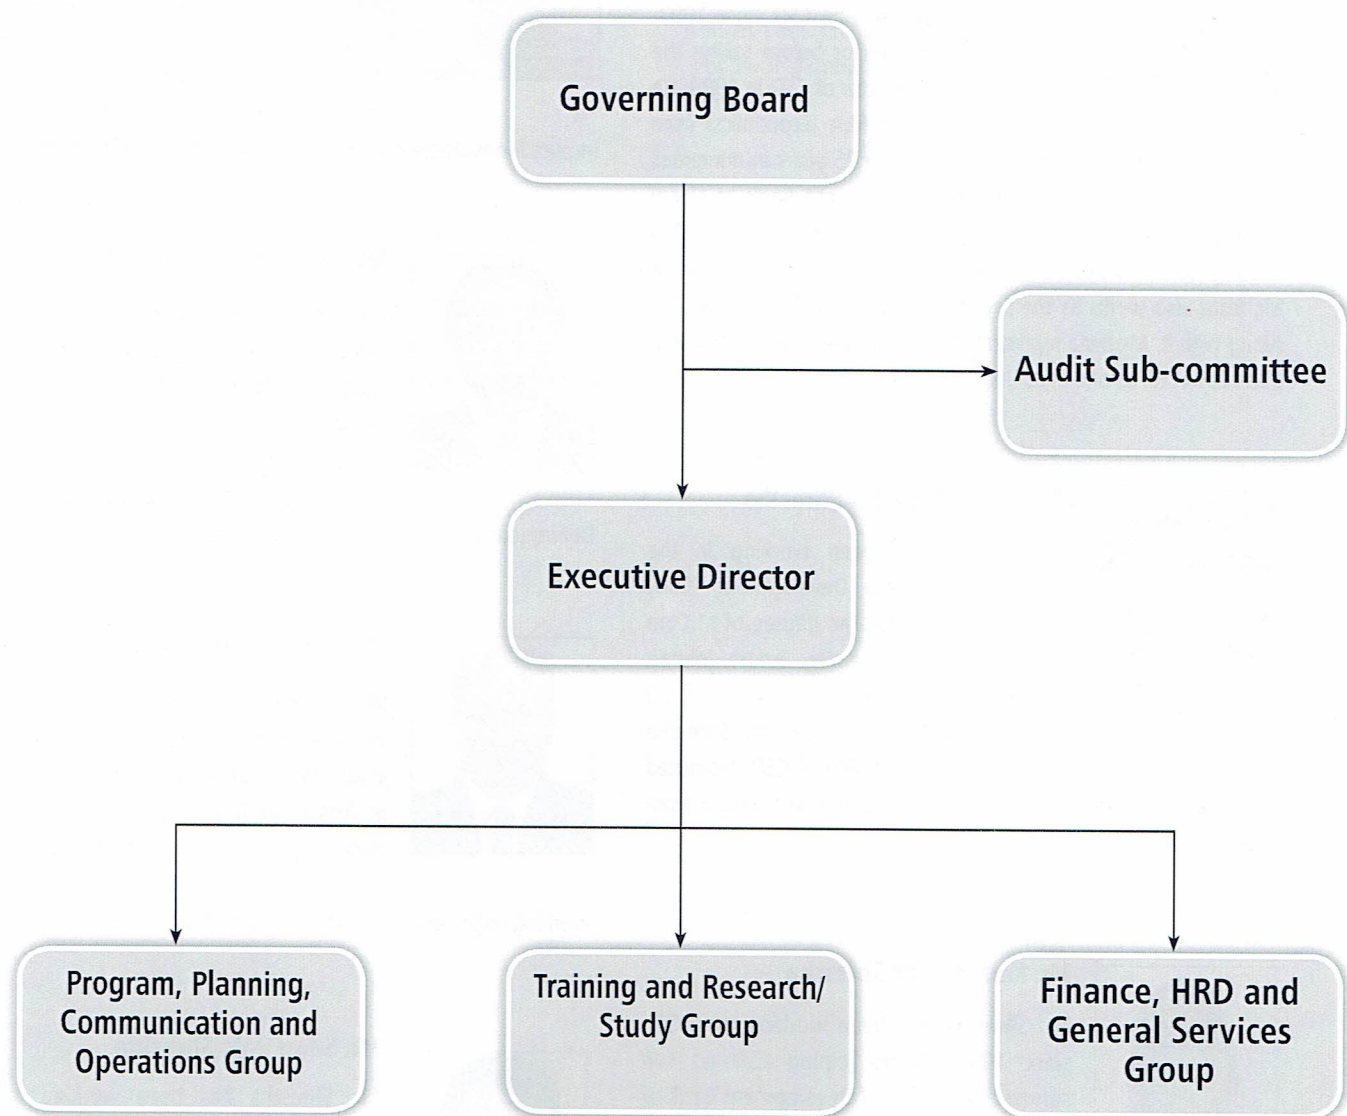 Governing Board
Audit Sub-committee
Executive Director
Program, Planning,
Communication and
Operations Group
Training and Research/
Study Group
Finance, HRD and
General Services
Group